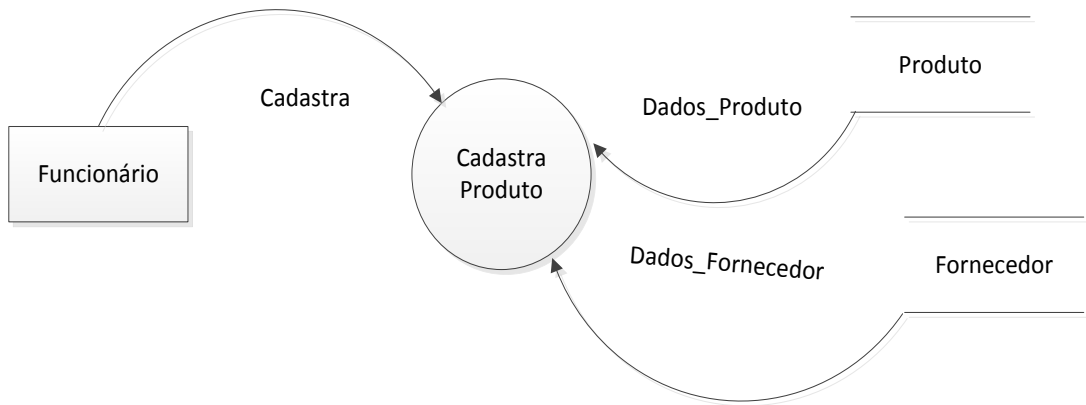 Produto
Cadastra
Dados_Produto
Funcionário
Cadastra
Produto
Dados_Fornecedor
Fornecedor